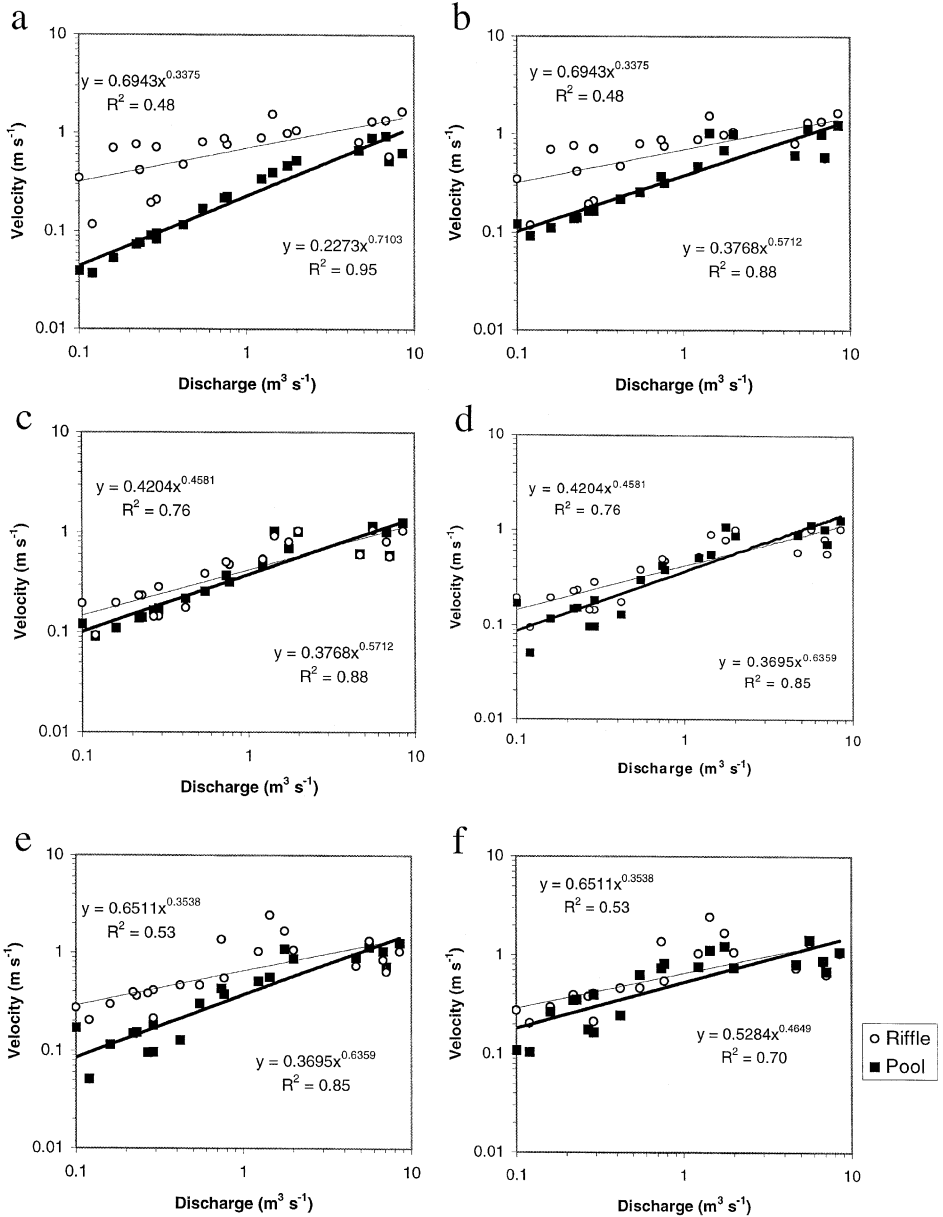 a
10
y = 0.6943x^0.3375
R² = 0.48
1
Velocity (m s⁻¹)
0.1
y = 0.2273x^0.7103
R² = 0.95
0.01
0.1 1 10
Discharge (m³ s⁻¹)
b
10
y = 0.6943x^0.3375
R² = 0.48
1
Velocity (m s⁻¹)
0.1
y = 0.3768x^0.5712
R² = 0.88
0.01
0.1 1 10
Discharge (m³ s⁻¹)
c
10
y = 0.4204x^0.4581
R² = 0.76
1
Velocity (m s⁻¹)
0.1
y = 0.3768x^0.5712
R² = 0.88
0.01
0.1 1 10
Discharge (m³ s⁻¹)
d
10
y = 0.4204x^0.4581
R² = 0.76
1
Velocity (m s⁻¹)
0.1
y = 0.3695x^0.6359
R² = 0.85
0.01
0.1 1 10
Discharge (m³ s⁻¹)
e
10
y = 0.6511x^0.3538
R² = 0.53
1
Velocity (m s⁻¹)
0.1
y = 0.3695x^0.6359
R² = 0.85
0.01
0.1 1 10
Discharge (m³ s⁻¹)
f
10
y = 0.6511x^0.3538
R² = 0.53
1
Velocity (m s⁻¹)
0.1
y = 0.5284x^0.4649
R² = 0.70
0.01
0.1 1 10
Discharge (m³ s⁻¹)
Riffle
Pool